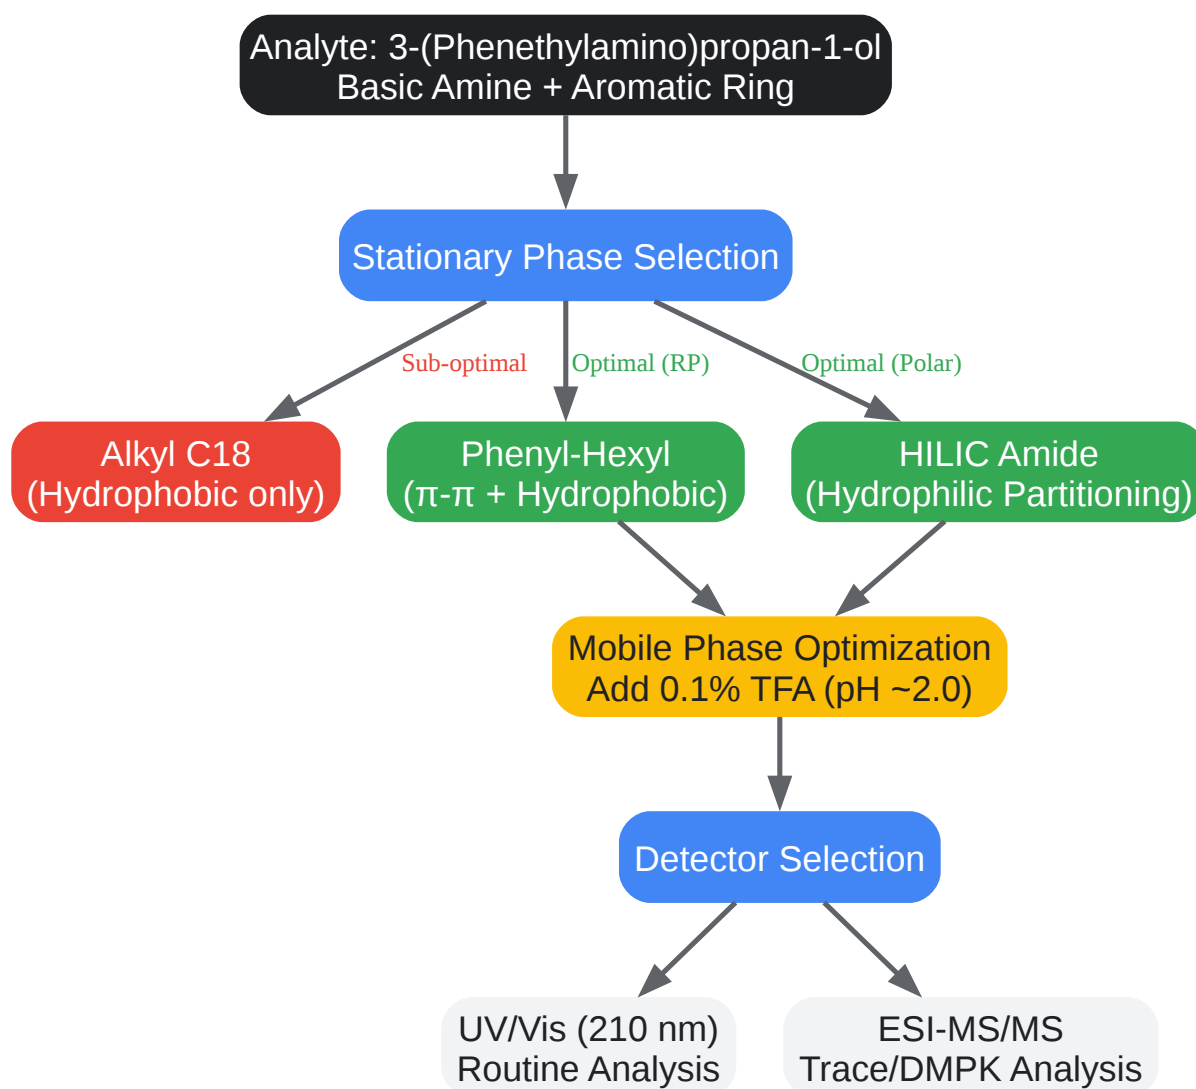 Analyte: 3-(Phenethylamino)propan-1-ol
Basic Amine + Aromatic Ring
Stationary Phase Selection
Sub-optimal
Optimal (RP)
Optimal (Polar)
Alkyl C18
(Hydrophobic only)
Phenyl-Hexyl
(π-π + Hydrophobic)
HILIC Amide
(Hydrophilic Partitioning)
Mobile Phase Optimization
Add 0.1% TFA (pH ~2.0)
Detector Selection
UV/Vis (210 nm)
Routine Analysis
ESI-MS/MS
Trace/DMPK Analysis